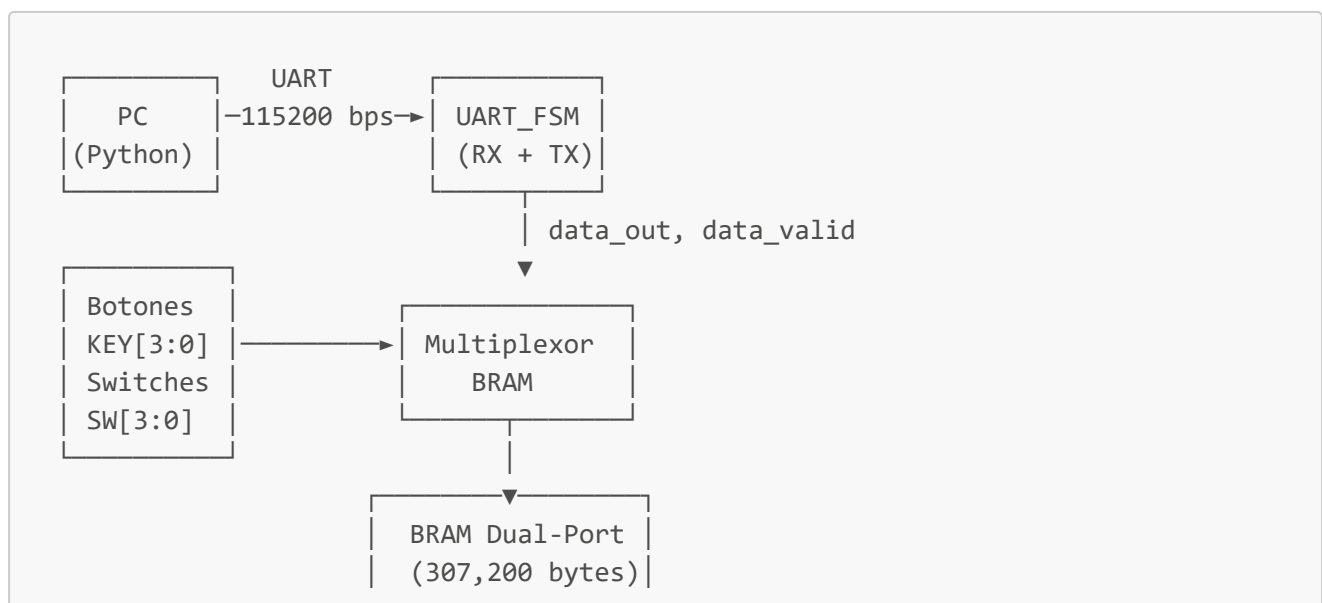 UART
PC
115200 bps
UART_FSM
(Python)
(RX + TX)
data_out, data_valid
Botones
KEY[3:0]
Multiplexor
Switches
BRAM
SW[3:0]
BRAM Dual-Port
(307,200 bytes)